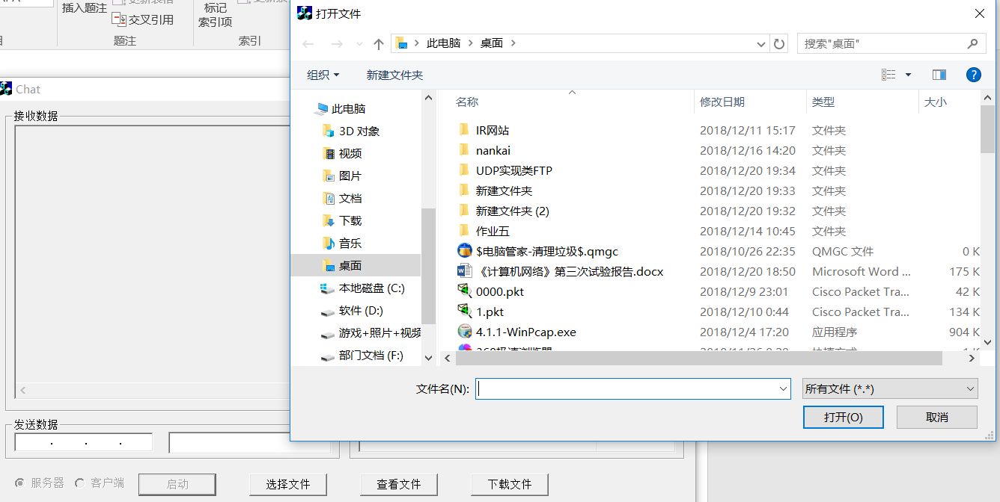 插入题注
交叉引用
题注
标记
索引项
索引
打开文件
此电脑
桌面
搜索"桌面"
组织
新建文件夹
Chat
接收数据
此电脑
3D 对象
视频
图片
文档
下载
音乐
桌面
本地磁盘 (C:)
软件 (D:)
游戏+照片+视频
部门文档 (F:)
名称 修改日期 类型 大小
IR网站 2018/12/11 15:17 文件夹
nankai 2018/12/16 14:20 文件夹
UDP实现类FTP 2018/12/20 19:34 文件夹
新建文件夹 2018/12/20 19:33 文件夹
新建文件夹 (2) 2018/12/20 19:32 文件夹
作业五 2018/12/14 10:45 文件夹
$电脑管家-清理垃圾$.qmgc 2018/10/26 22:35 QMGC 文件 0 K
《计算机网络》第三次试验报告.docx 2018/12/20 18:50 Microsoft Word ... 175 K
0000.pkt 2018/12/9 23:01 Cisco Packet Tra... 42 K
1.pkt 2018/12/10 0:44 Cisco Packet Tra... 134 K
4.1.1-WinPcap.exe 2018/12/4 17:20 应用程序 904 K
文件名(N):
所有文件 (*.*)
打开(O) 取消
发送数据
服务器 客户端 启动 选择文件 查看文件 下载文件